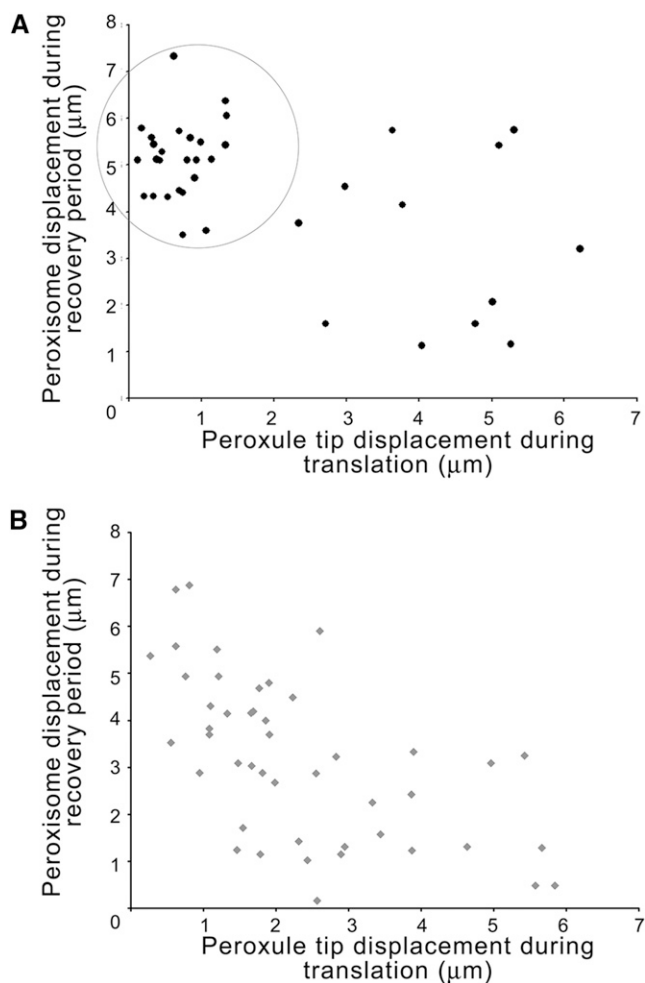 A
Peroxisome displacement during
recovery period (μm)
8
7
6
5
4
3
2
1
0
1 2 3 4 5 6 7
Peroxule tip displacement during
translation (μm)
B
Peroxisome displacement during
recovery period (μm)
8
7
6
5
4
3
2
1
0
1 2 3 4 5 6 7
Peroxule tip displacement during
translation (μm)